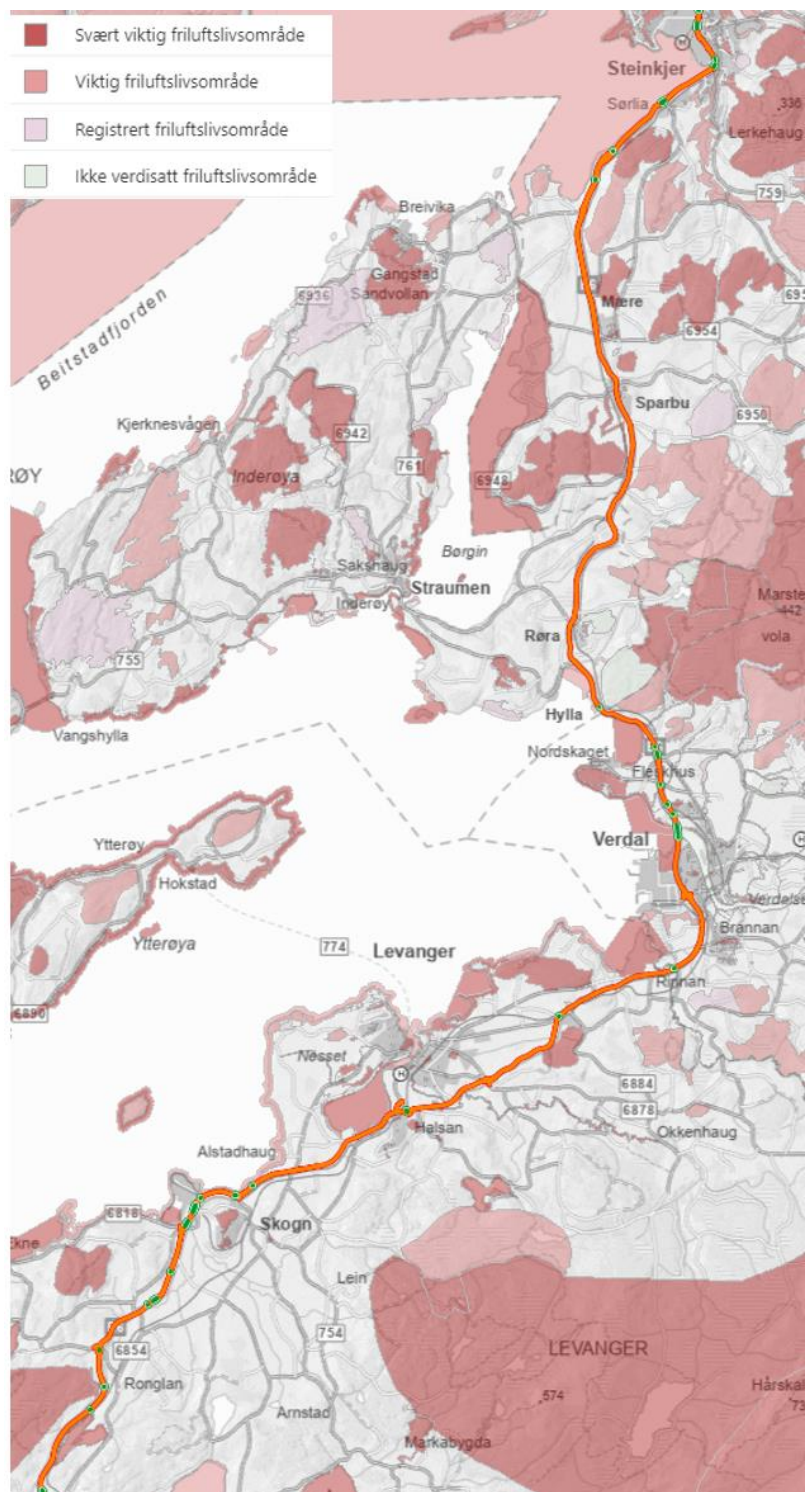 Svært viktig friluftslivsområde
Viktig friluftslivsområde
Registrert friluftslivsområde
Ikke verdisatt friluftslivsområde
H
Steinkjer
Sørlia
336
Lerkehaug
759
Breivika
Gangstad
Sandvollan
6936
Beitstadfjorden
Mære
6954
Sparbu
6950
Kjerknesvågen
6942
761
Inderøya
6948
Børgin
Sakshaug
Straumen
Inderøy
Røra
442
vola
755
Vangshylla
Hylla
Nordskaget
Fleskhus
Verdal
H
Ytterøy
Hokstad
Ytterøya
774
Levanger
Brannan
Rinnan
6890
Nesset
H
6884
6878
Halsan
Okkenhaug
Alstadhaug
6818
Skogn
Lein
754
LEVANGER
6854
Ronglan
574
Arnstad
Markabygda